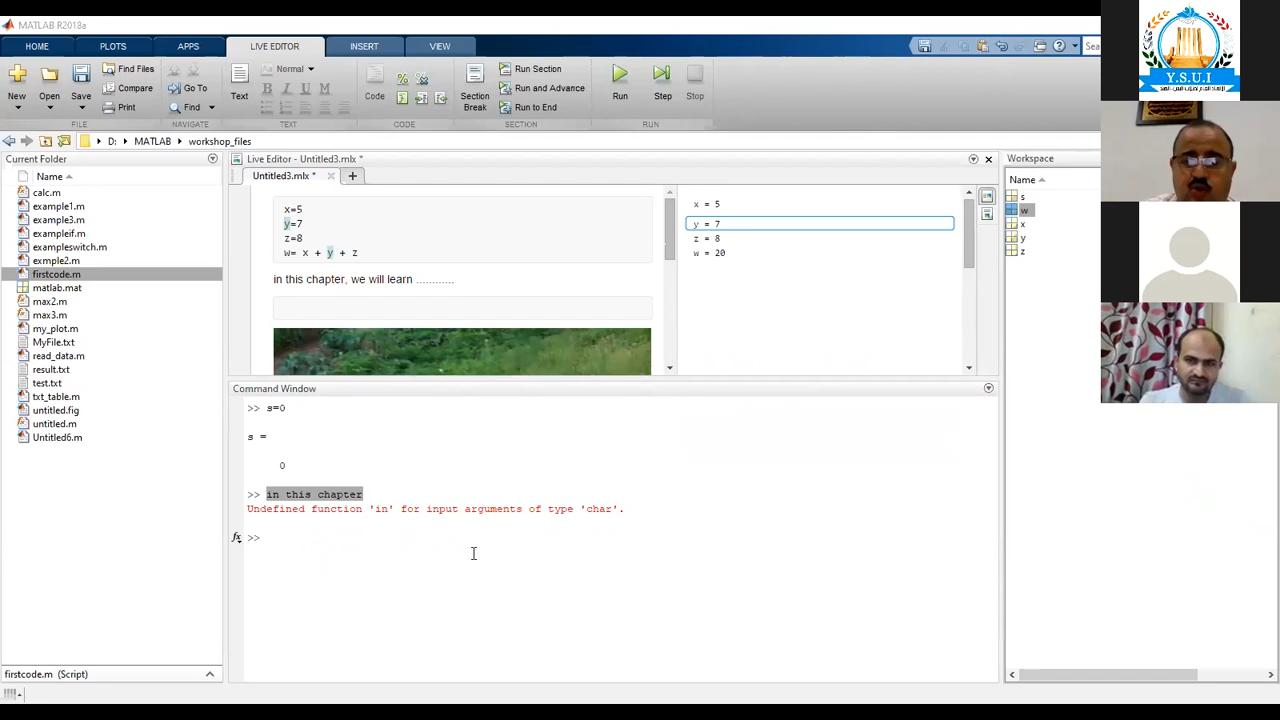 MATLAB R2018a
HOME PLOTS APPS LIVE EDITOR INSERT VIEW
New Open Save Find Files Compare Print
Go To Find
Text Normal B I U M
Code
Section Break Run Section Run and Advance Run to End
Run Step Stop
FILE NAVIGATE TEXT CODE SECTION RUN
D: MATLAB workshop_files
Current Folder
Name
calc.m
example1.m
example3.m
exampleif.m
exampleswitch.m
exmple2.m
firstcode.m
matlab.mat
max2.m
max3.m
my_plot.m
MyFile.txt
read_data.m
result.txt
test.txt
txt_table.m
untitled.fig
untitled.m
Untitled6.m
firstcode.m (Script)
Live Editor - Untitled3.mlx *
Untitled3.mlx *
x=5
y=7
z=8
w= x + y + z
in this chapter, we will learn ............
x = 5
y = 7
z = 8
w = 20
Command Window
>> s=0
s =
0
>> in this chapter
Undefined function 'in' for input arguments of type 'char'.
fx >>
Workspace
Name
s
w
x
y
z
Y.S.U.I